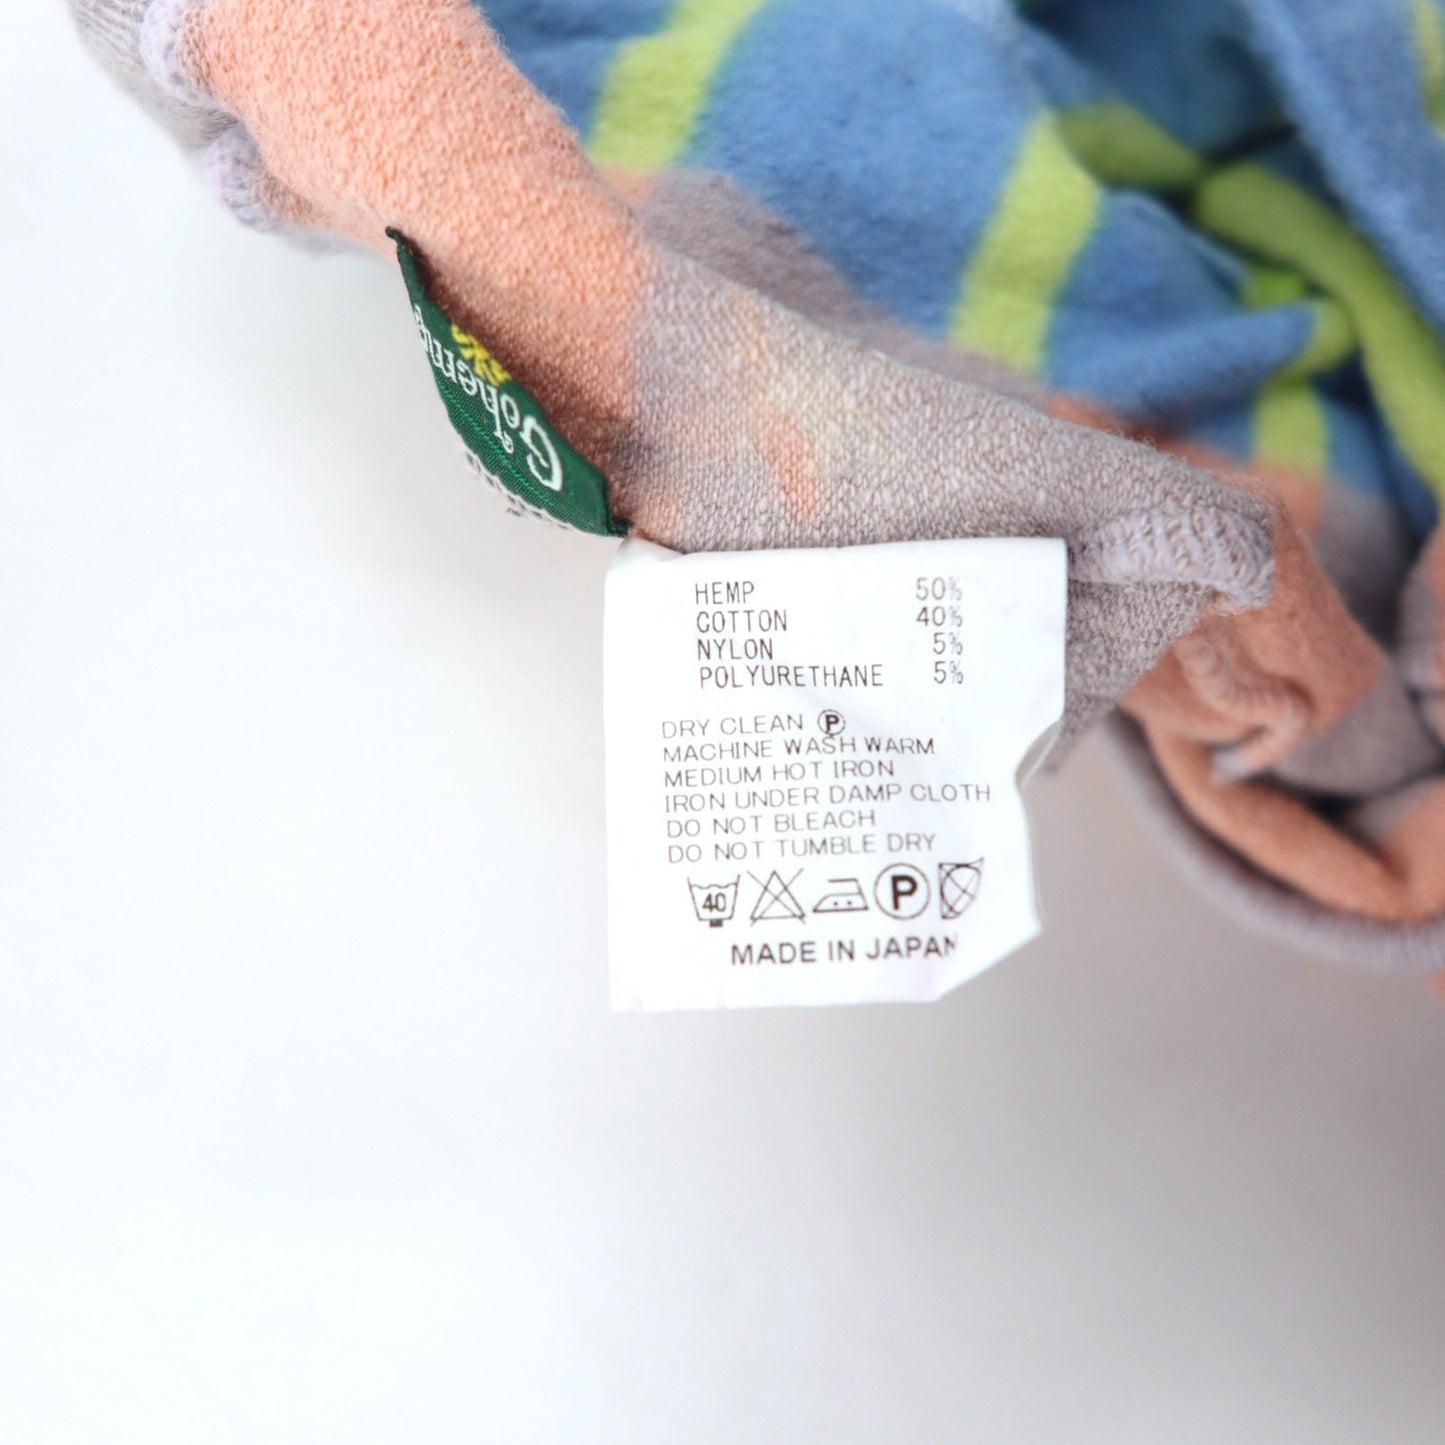 Gohemp
HEMP 50%
COTTON 40%
NYLON 5%
POLYURETHANE 5%
DRY CLEAN Ⓟ
MACHINE WASH WARM
MEDIUM HOT IRON
IRON UNDER DAMP CLOTH
DO NOT BLEACH
DO NOT TUMBLE DRY
40 P
MADE IN JAPAN